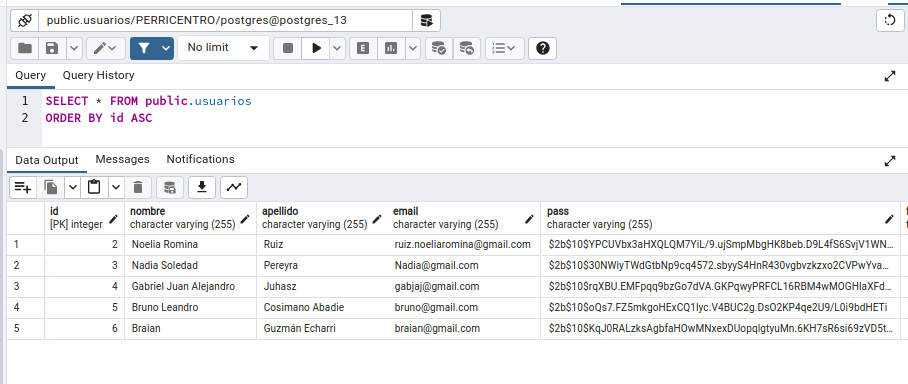 public.usuarios/PERRICENTRO/postgres@postgres_13
No limit
E
Query Query History
1 SELECT * FROM public.usuarios
2 ORDER BY id ASC
Data Output Messages Notifications
id nombre apellido email pass
[PK] integer character varying (255) character varying (255) character varying (255) character varying (255)
1 2 Noelia Romina Ruiz ruiz.noeliaromina@gmail.com $2b$10$YPCUVbx3aHXQLQM7YiL/9.ujSmpMbgHK8beb.D9L4fS6SvjV1WN...
2 3 Nadia Soledad Pereyra Nadia@gmail.com $2b$10$30NWiyTWdGtbNp9cq4572.sbyyS4HnR430vgbvzkzxo2CVPwYva...
3 4 Gabriel Juan Alejandro Juhasz gabjaj@gmail.com $2b$10$rqXBU.EMFpqq9bzGo7dVA.GKPqwyPRFCL16RBM4wMOGHIaXFd...
4 5 Bruno Leandro Cosimano Abadie bruno@gmail.com $2b$10$oQs7.FZ5mkgoHExCQ1lyc.V4BUC2g.DsO2KP4qe2U9/L0i9bdHETi
5 6 Braian Guzmán Echarri braian@gmail.com $2b$10$KqJ0RALzksAgbfaHOwMNxexDUopqlgtyuMn.6KH7sR6si69zVD5t...